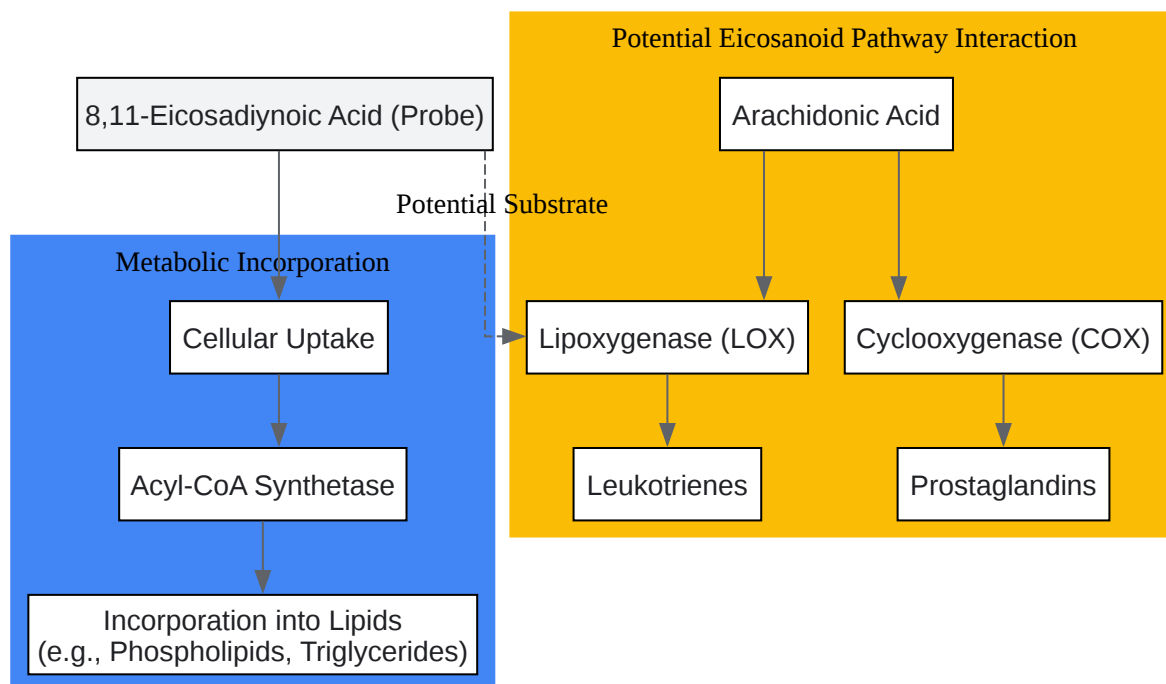 Potential Eicosanoid Pathway Interaction
8,11-Eicosadiynoic Acid (Probe)
Arachidonic Acid
Potential Substrate
Metabolic Incorporation
Cellular Uptake
Lipoxygenase (LOX)
Cyclooxygenase (COX)
Acyl-CoA Synthetase
Leukotrienes
Prostaglandins
Incorporation into Lipids
(e.g., Phospholipids, Triglycerides)